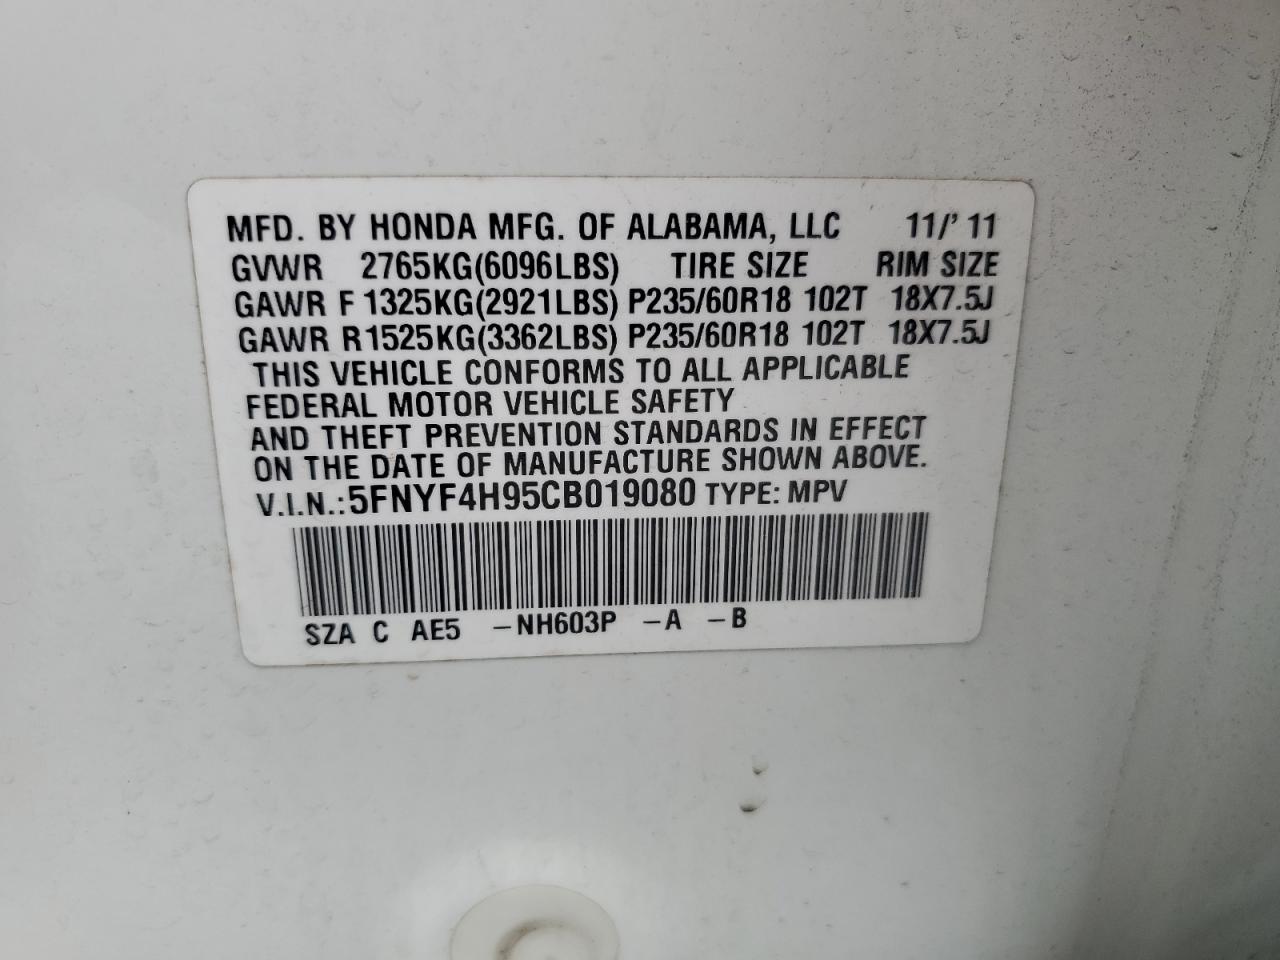 MFD. BY HONDA MFG. OF ALABAMA, LLC 11/'11
GVWR 2765KG(6096LBS) TIRE SIZE RIM SIZE
GAWR F 1325KG(2921LBS) P235/60R18 102T 18X7.5J
GAWR R 1525KG(3362LBS) P235/60R18 102T 18X7.5J
THIS VEHICLE CONFORMS TO ALL APPLICABLE
FEDERAL MOTOR VEHICLE SAFETY
AND THEFT PREVENTION STANDARDS IN EFFECT
ON THE DATE OF MANUFACTURE SHOWN ABOVE.
V.I.N.: 5FNYF4H95CB019080 TYPE: MPV
SZA C AE5 -NH603P -A -B